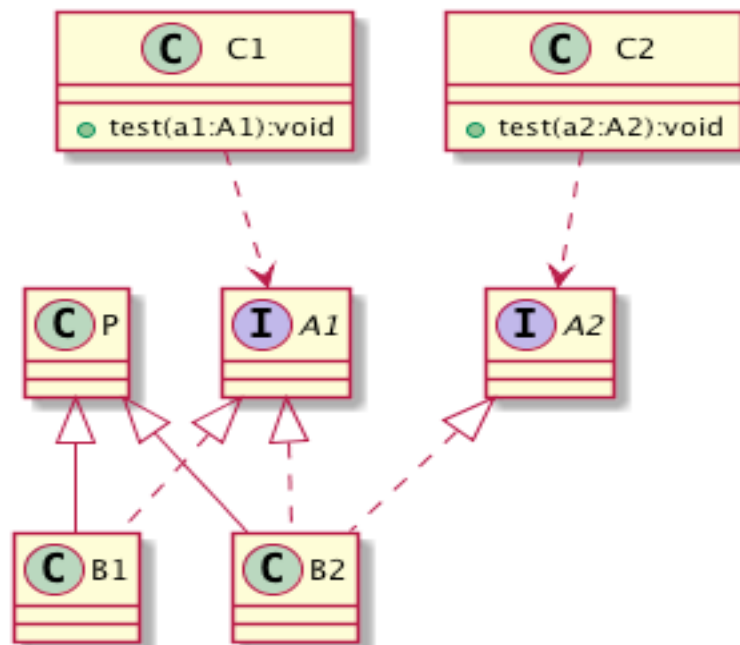 C C1
C C2
test(a1:A1):void
test(a2:A2):void
C P
I A1
I A2
C B1
C B2